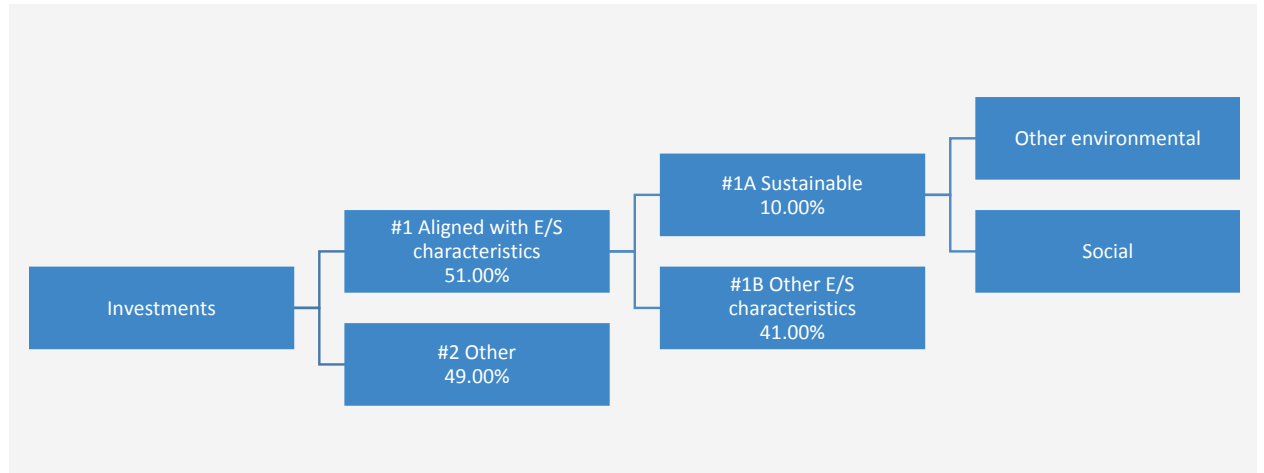 Investments
#1 Aligned with E/S
characteristics
51.00%
#2 Other
49.00%
#1A Sustainable
10.00%
#1B Other E/S
characteristics
41.00%
Other environmental
Social